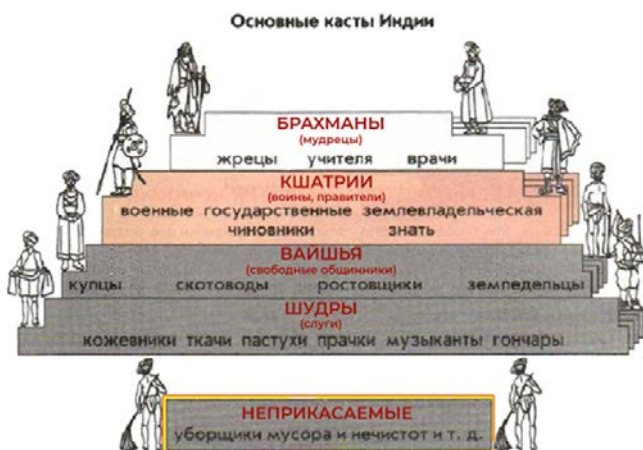 Основные касты Индии
БРАХМАНЫ
(мудрецы)
жрецы учителя врачи
КШАТРИИ
(воины, правители)
военные государственные землевладельческая
чиновники знать
ВАЙШЬЯ
(свободные общинники)
купцы скотоводы ростовщики земледельцы
ШУДРЫ
(слуги)
кожевники ткачи пастухи прачки музыканты гончары
НЕПРИКАСАЕМЫЕ
уборщики мусора и нечистот и т. д.